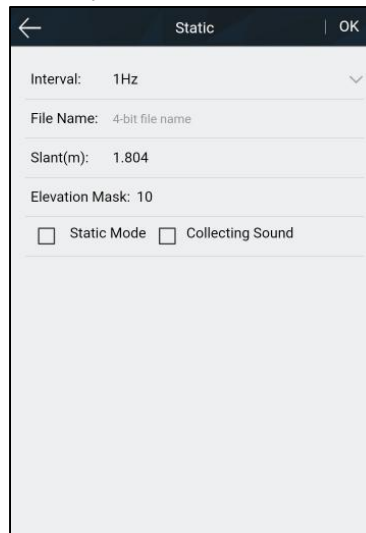 Static | OK
Interval: 1Hz
File Name: 4-bit file name
Slant(m): 1.804
Elevation Mask: 10
Static Mode Collecting Sound